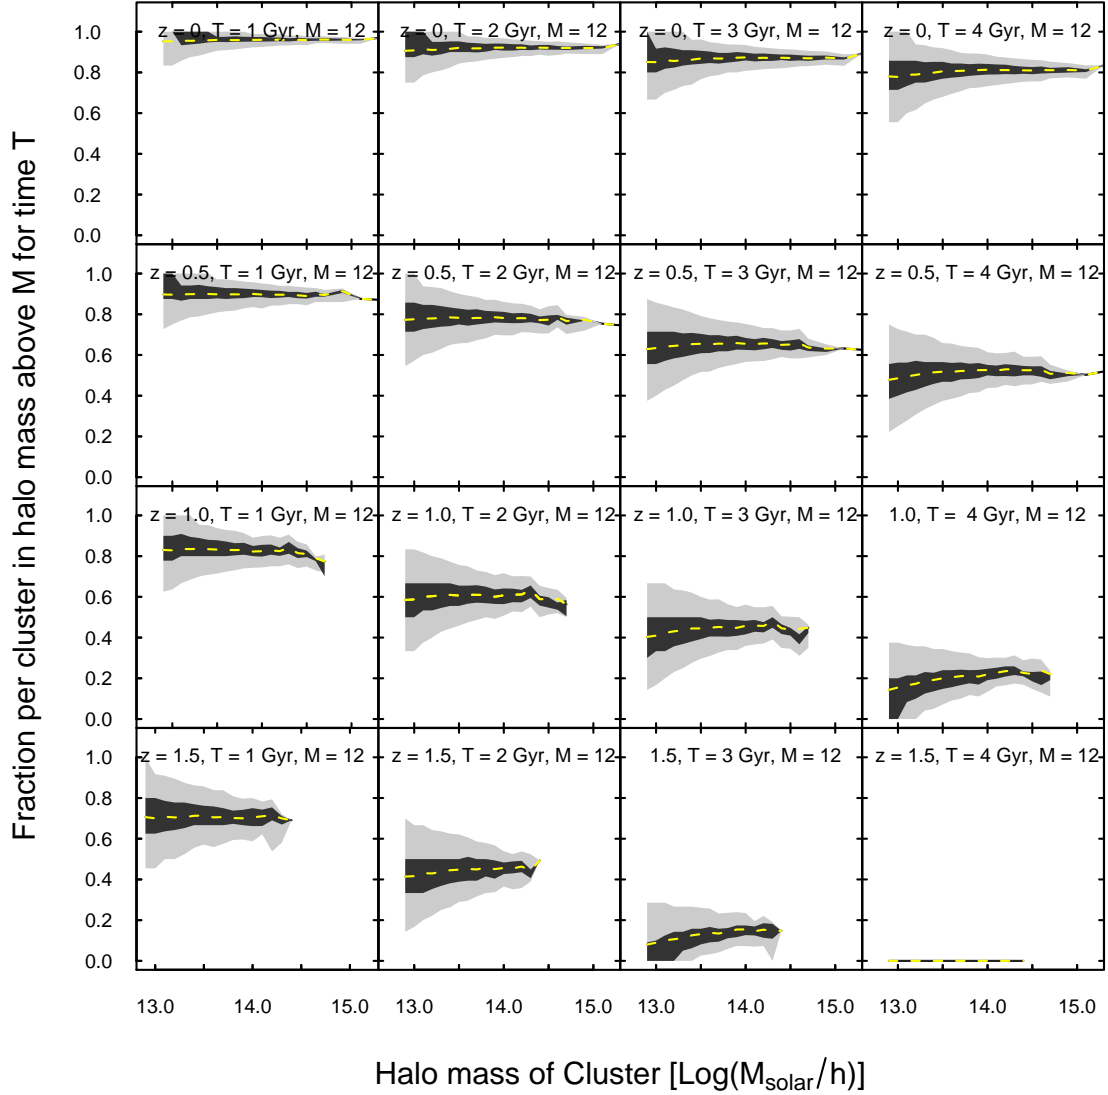 Fraction per cluster in halo mass above M for time T
z = 0, T = 1 Gyr, M = 12
z = 0, T = 2 Gyr, M = 12
z = 0, T = 3 Gyr, M = 12
z = 0, T = 4 Gyr, M = 12
1.0
0.8
0.6
0.4
0.2
0.0
z = 0.5, T = 1 Gyr, M = 12
z = 0.5, T = 2 Gyr, M = 12
z = 0.5, T = 3 Gyr, M = 12
z = 0.5, T = 4 Gyr, M = 12
1.0
0.8
0.6
0.4
0.2
0.0
z = 1.0, T = 1 Gyr, M = 12
z = 1.0, T = 2 Gyr, M = 12
z = 1.0, T = 3 Gyr, M = 12
1.0, T = 4 Gyr, M = 12
1.0
0.8
0.6
0.4
0.2
0.0
z = 1.5, T = 1 Gyr, M = 12
z = 1.5, T = 2 Gyr, M = 12
1.5, T = 3 Gyr, M = 12
z = 1.5, T = 4 Gyr, M = 12
1.0
0.8
0.6
0.4
0.2
0.0
13.0 14.0 15.0 13.0 14.0 15.0 13.0 14.0 15.0 13.0 14.0 15.0
Halo mass of Cluster [Log(M_solar/h)]